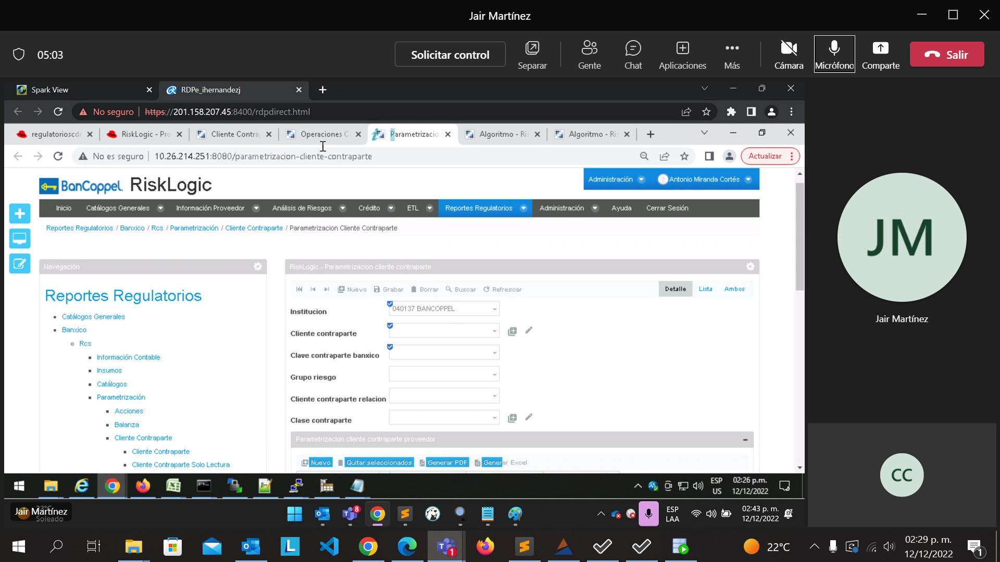 Jair Martínez
05:03
Solicitar control
Separar
Gente
Chat
Aplicaciones
Más
Cámara
Micrófono
Comparte
Salir
Spark View
RDPe_ihernandezj
No seguro
https://201.158.207.45:8400/rdpdirect.html
regulatorioscdr
RiskLogic - Pro
Cliente Contra
Operaciones C
Parametrizacio
Algoritmo - Ri
Algoritmo - Ri
No es seguro
10.26.214.251:8080/parametrizacion-cliente-contraparte
Actualizar
BanCoppel. RiskLogic
Administración
Antonio Miranda Cortés
Inicio
Catálogos Generales
Información Proveedor
Análisis de Riesgos
Crédito
ETL
Reportes Regulatorios
Administración
Ayuda
Cerrar Sesión
Reportes Regulatorios / Banxico / Rcs / Parametrización / Cliente Contraparte / Parametrizacion Cliente Contraparte
Navegación
Reportes Regulatorios
Catálogos Generales
Banxico
Rcs
Información Contable
Insumos
Catálogos
Parametrización
Acciones
Balanza
Cliente Contraparte
Cliente Contraparte
Cliente Contraparte Solo Lectura
RiskLogic - Parametrizacion cliente contraparte
Nuevo
Grabar
Borrar
Buscar
Refrescar
Detalle
Lista
Ambos
Institucion
040137 BANCOPPEL
Cliente contraparte
Clave contraparte banxico
Grupo riesgo
Cliente contraparte relacion
Clase contraparte
Parametrizacion cliente contraparte proveedor
Nuevo
Quitar seleccionados
Generar PDF
Generar Excel
JM
Jair Martínez
CC
ESP
US
02:26 p.m.
12/12/2022
Jair Martínez
23°C
Soleado
8
ESP
LAA
02:43 p. m.
12/12/2022
L
1
22°C
02:29 p. m.
12/12/2022
1